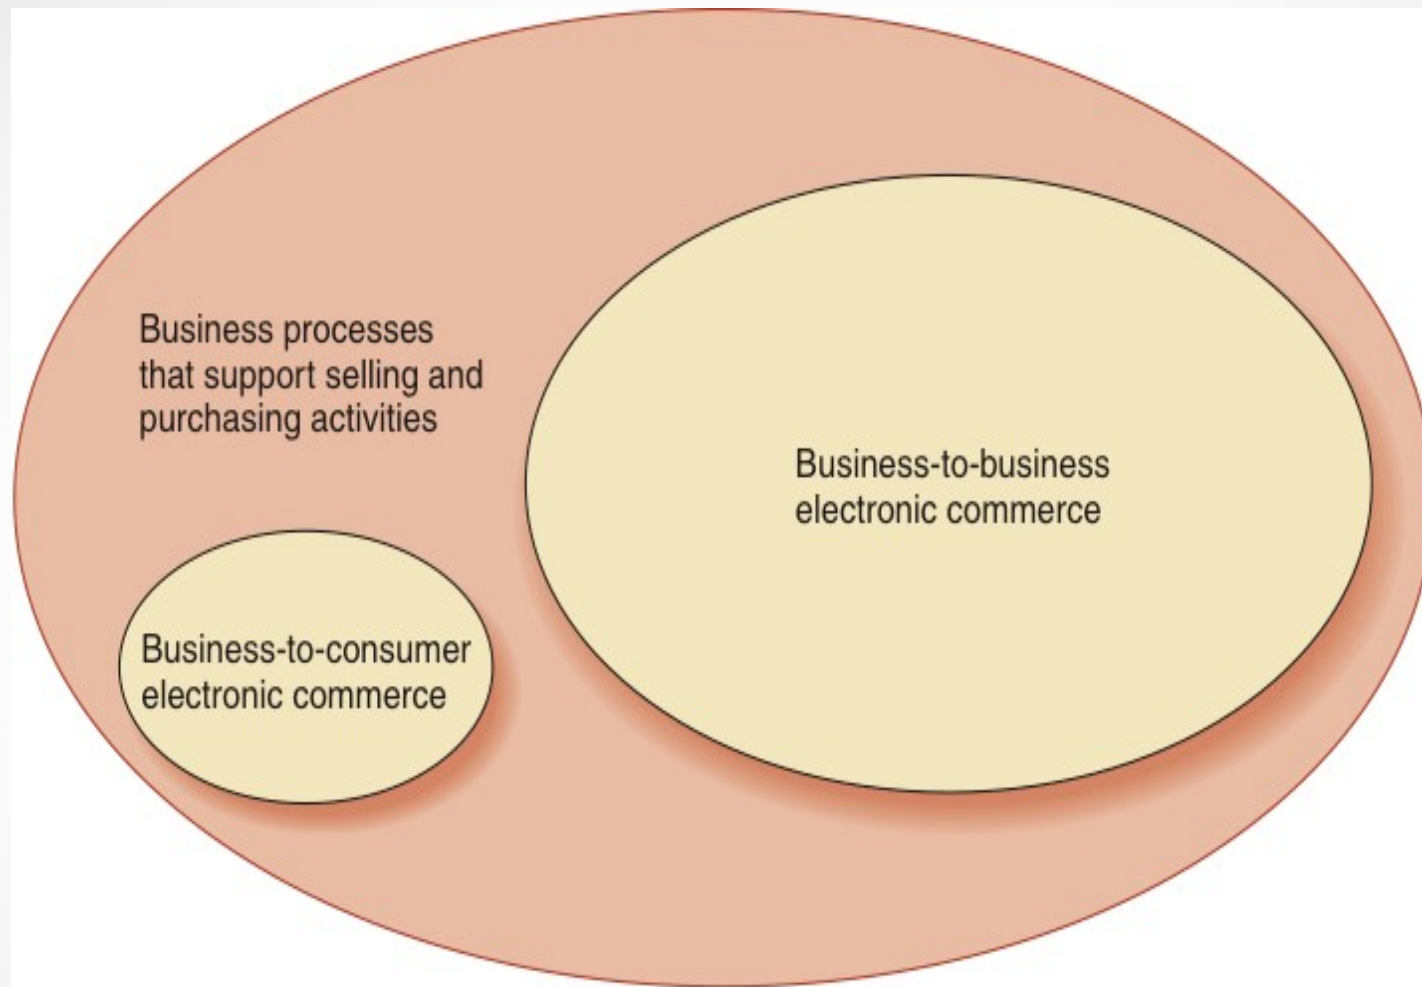 Business processes
that support selling and
purchasing activities
Business-to-business
electronic commerce
Business-to-consumer
electronic commerce